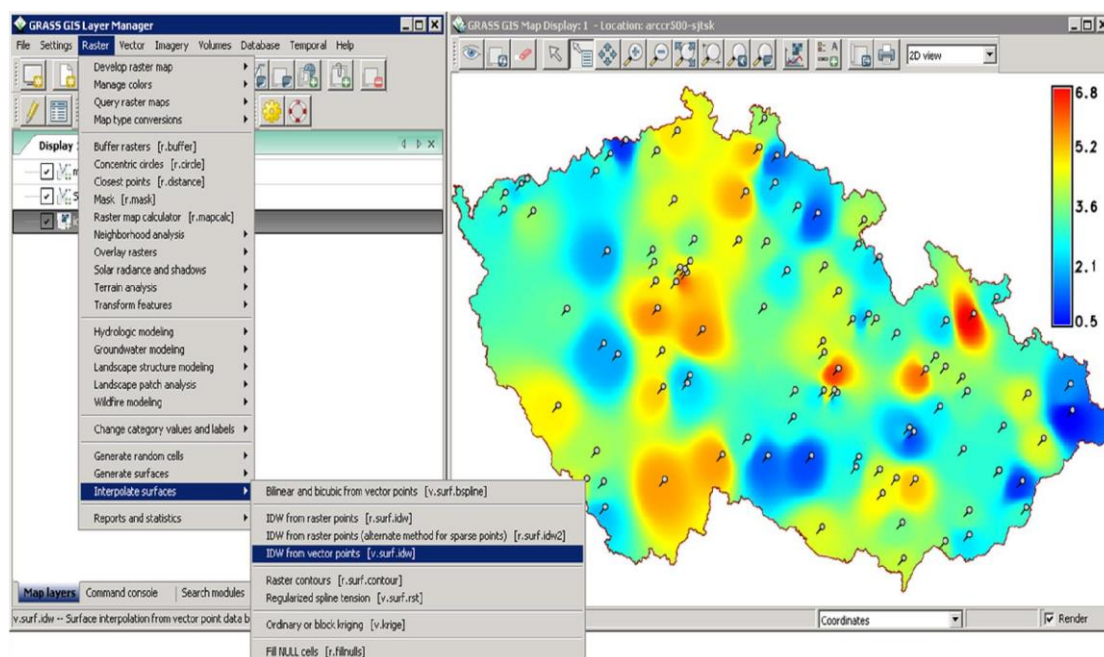 GRASS GIS Layer Manager
File Settings Raster Vector Imagery Volumes Database Temporal Help
Develop raster map
Manage colors
Query raster maps
Map type conversions
Display
Buffer rasters [r.buffer]
Concentric circles [r.circle]
Closest points [r.distance]
Mask [r.mask]
Raster map calculator [r.mapcalc]
Neighborhood analysis
Overlay rasters
Solar radiance and shadows
Terrain analysis
Transform features
Hydrologic modeling
Groundwater modeling
Landscape structure modeling
Landscape patch analysis
Wildfire modeling
Change category values and labels
Generate random cells
Generate surfaces
Interpolate surfaces
Reports and statistics
Bilinear and bicubic from vector points [v.surf.bspline]
IDW from raster points [r.surf.idw]
IDW from raster points (alternate method for sparse points) [r.surf.idw2]
IDW from vector points [v.surf.idw]
Raster contours [r.surf.contour]
Regularized spline tension [v.surf.rst]
Ordinary or block kriging [v.krige]
Fill NULL cells [r.fillnulls]
Map layers Command console Search modules
v.surf.idw -- Surface interpolation from vector point data b
GRASS GIS Map Display: 1 - Location: arccr500-sjtsk
2D view
6.8
5.2
3.6
2.1
0.5
Coordinates
Render